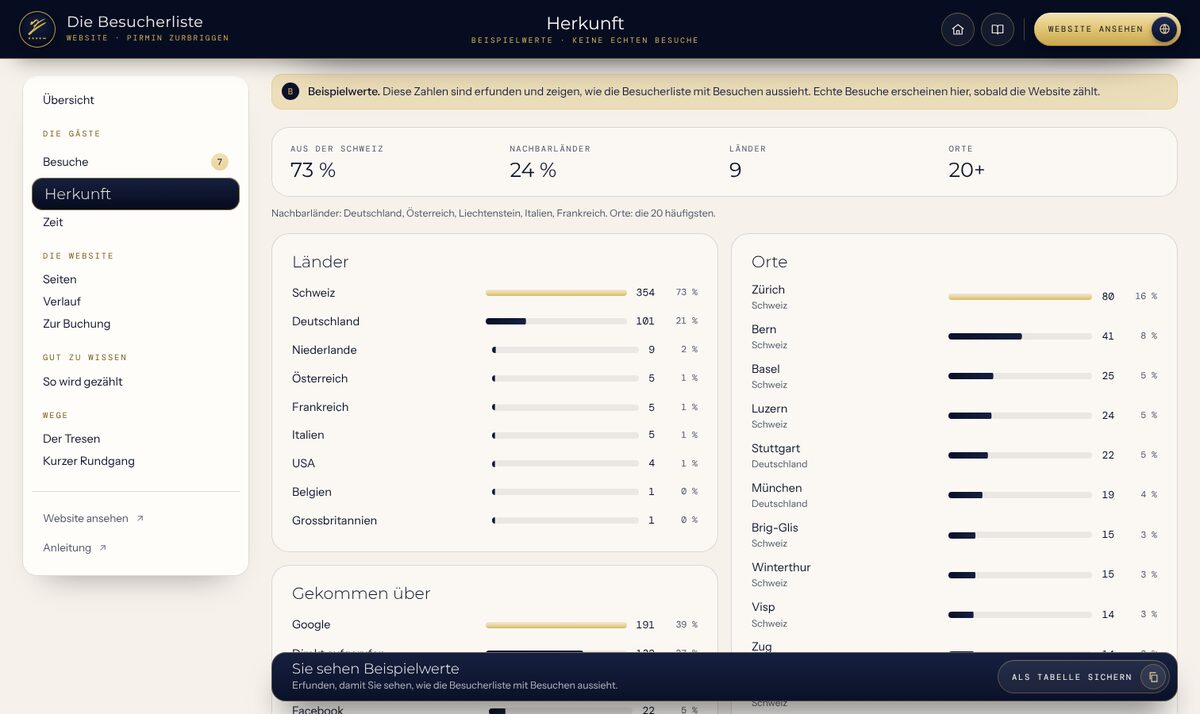 Die Besucherliste
WEBSITE · PIRMIN ZURBRIGGEN
Herkunft
BEISPIELWERTE · KEINE ECHTEN BESUCHE
WEBSITE ANSEHEN
Übersicht
DIE GÄSTE
Besuche 7
Herkunft
Zeit
DIE WEBSITE
Seiten
Verlauf
Zur Buchung
GUT ZU WISSEN
So wird gezählt
WEGE
Der Tresen
Kurzer Rundgang
Website ansehen ↗
Anleitung ↗
B Beispielwerte. Diese Zahlen sind erfunden und zeigen, wie die Besucherliste mit Besuchen aussieht. Echte Besuche erscheinen hier, sobald die Website zählt.
AUS DER SCHWEIZ
73 %
NACHBARLÄNDER
24 %
LÄNDER
9
ORTE
20+
Nachbarländer: Deutschland, Österreich, Liechtenstein, Italien, Frankreich. Orte: die 20 häufigsten.
Länder
Schweiz 354 73 %
Deutschland 101 21 %
Niederlande 9 2 %
Österreich 5 1 %
Frankreich 5 1 %
Italien 5 1 %
USA 4 1 %
Belgien 1 0 %
Grossbritannien 1 0 %
Gekommen über
Google 191 39 %
Facebook 22 5 %
Orte
Zürich 80 16 %
Schweiz
Bern 41 8 %
Schweiz
Basel 25 5 %
Schweiz
Luzern 24 5 %
Schweiz
Stuttgart 22 5 %
Deutschland
München 19 4 %
Deutschland
Brig-Glis 15 3 %
Schweiz
Winterthur 15 3 %
Schweiz
Visp 14 3 %
Schweiz
Zug
Schweiz
Sie sehen Beispielwerte
Erfunden, damit Sie sehen, wie die Besucherliste mit Besuchen aussieht.
ALS TABELLE SICHERN